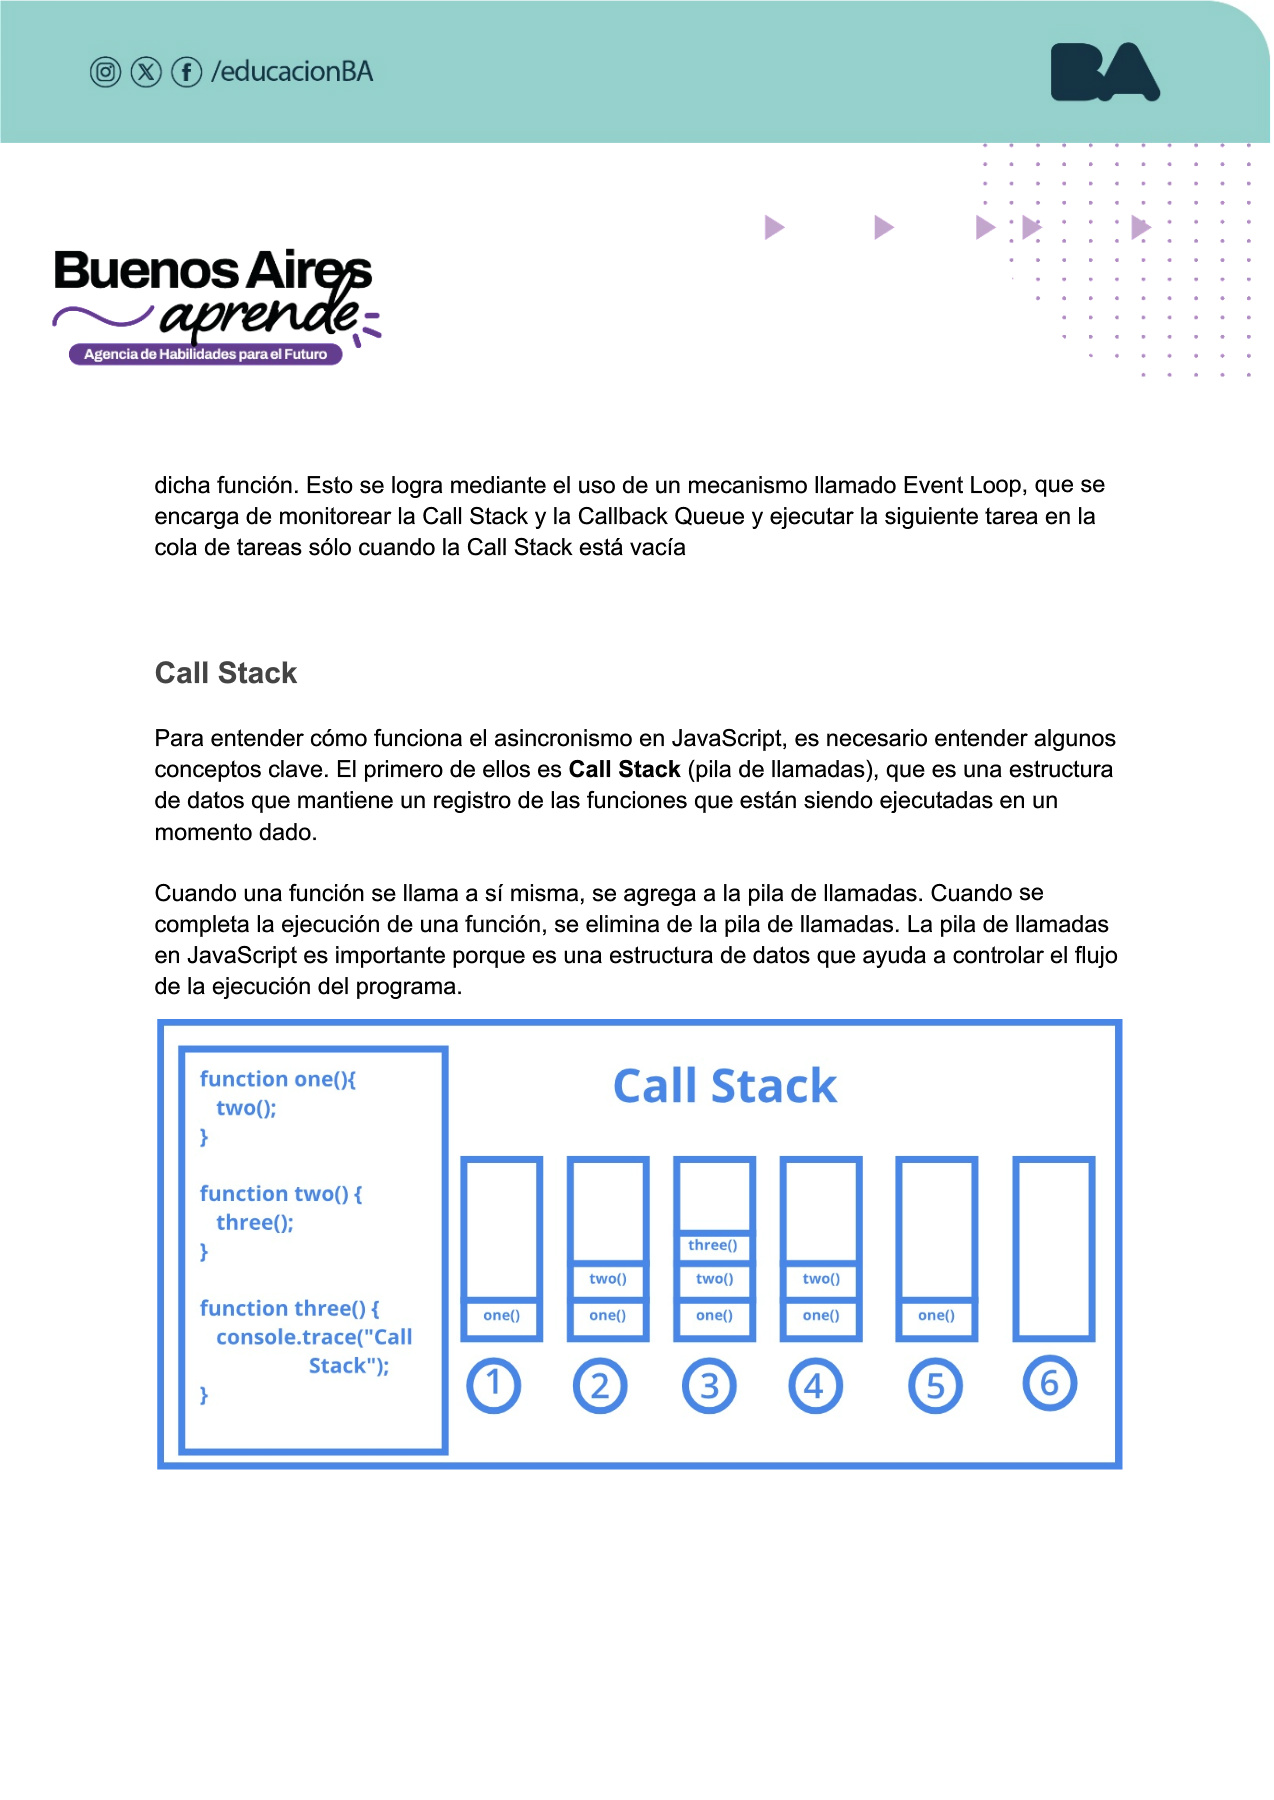 /educacionBA
BA
Buenos Aires
aprende
Agencia de Habilidades para el Futuro
dicha función. Esto se logra mediante el uso de un mecanismo llamado Event Loop, que se
encarga de monitorear la Call Stack y la Callback Queue y ejecutar la siguiente tarea en la
cola de tareas sólo cuando la Call Stack está vacía
Call Stack
Para entender cómo funciona el asincronismo en JavaScript, es necesario entender algunos
conceptos clave. El primero de ellos es Call Stack (pila de llamadas), que es una estructura
de datos que mantiene un registro de las funciones que están siendo ejecutadas en un
momento dado.
Cuando una función se llama a sí misma, se agrega a la pila de llamadas. Cuando se
completa la ejecución de una función, se elimina de la pila de llamadas. La pila de llamadas
en JavaScript es importante porque es una estructura de datos que ayuda a controlar el flujo
de la ejecución del programa.
function one(){
two();
}
function two() {
three();
}
function three() {
console.trace("Call
Stack");
}
Call Stack
three()
two() two() two()
one() one() one() one() one()
1 2 3 4 5 6